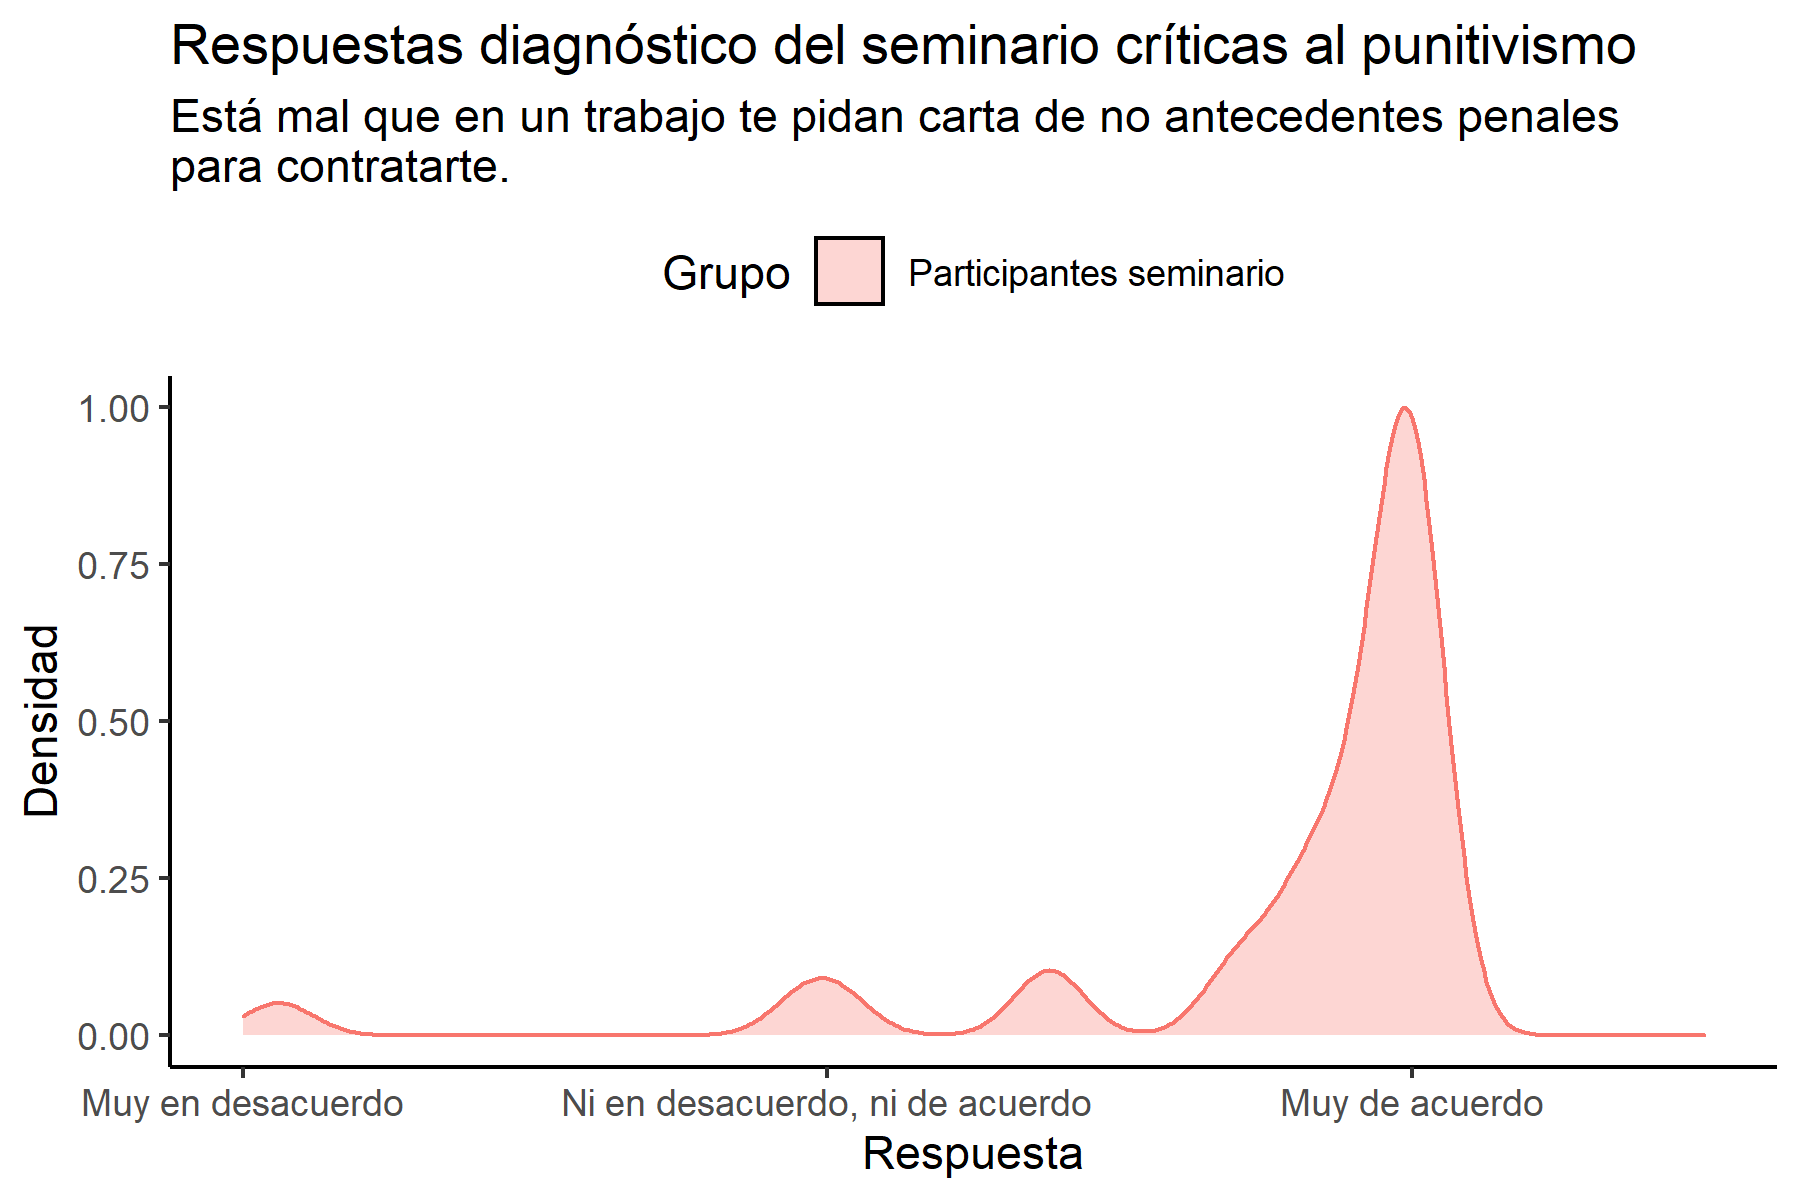 Respuestas diagnóstico del seminario críticas al punitivismo
Está mal que en un trabajo te pidan carta de no antecedentes penales
para contratarte.
Grupo
Participantes seminario
1.00
0.75
0.50
0.25
0.00
Densidad
Muy en desacuerdo
Ni en desacuerdo, ni de acuerdo
Muy de acuerdo
Respuesta